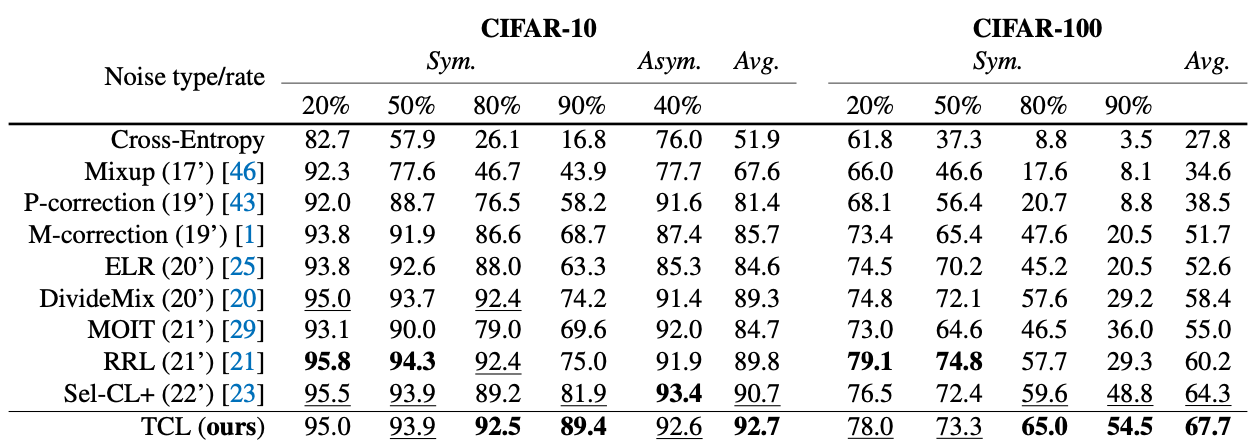 CIFAR-10 CIFAR-100
Noise type/rate Sym. Asym. Avg. Sym. Avg.
20% 50% 80% 90% 40% 20% 50% 80% 90%
Cross-Entropy 82.7 57.9 26.1 16.8 76.0 51.9 61.8 37.3 8.8 3.5 27.8
Mixup (17’) [46] 92.3 77.6 46.7 43.9 77.7 67.6 66.0 46.6 17.6 8.1 34.6
P-correction (19’) [43] 92.0 88.7 76.5 58.2 91.6 81.4 68.1 56.4 20.7 8.8 38.5
M-correction (19’) [1] 93.8 91.9 86.6 68.7 87.4 85.7 73.4 65.4 47.6 20.5 51.7
ELR (20’) [25] 93.8 92.6 88.0 63.3 85.3 84.6 74.5 70.2 45.2 20.5 52.6
DivideMix (20’) [20] 95.0 93.7 92.4 74.2 91.4 89.3 74.8 72.1 57.6 29.2 58.4
MOIT (21’) [29] 93.1 90.0 79.0 69.6 92.0 84.7 73.0 64.6 46.5 36.0 55.0
RRL (21’) [21] 95.8 94.3 92.4 75.0 91.9 89.8 79.1 74.8 57.7 29.3 60.2
Sel-CL+ (22’) [23] 95.5 93.9 89.2 81.9 93.4 90.7 76.5 72.4 59.6 48.8 64.3
TCL (ours) 95.0 93.9 92.5 89.4 92.6 92.7 78.0 73.3 65.0 54.5 67.7